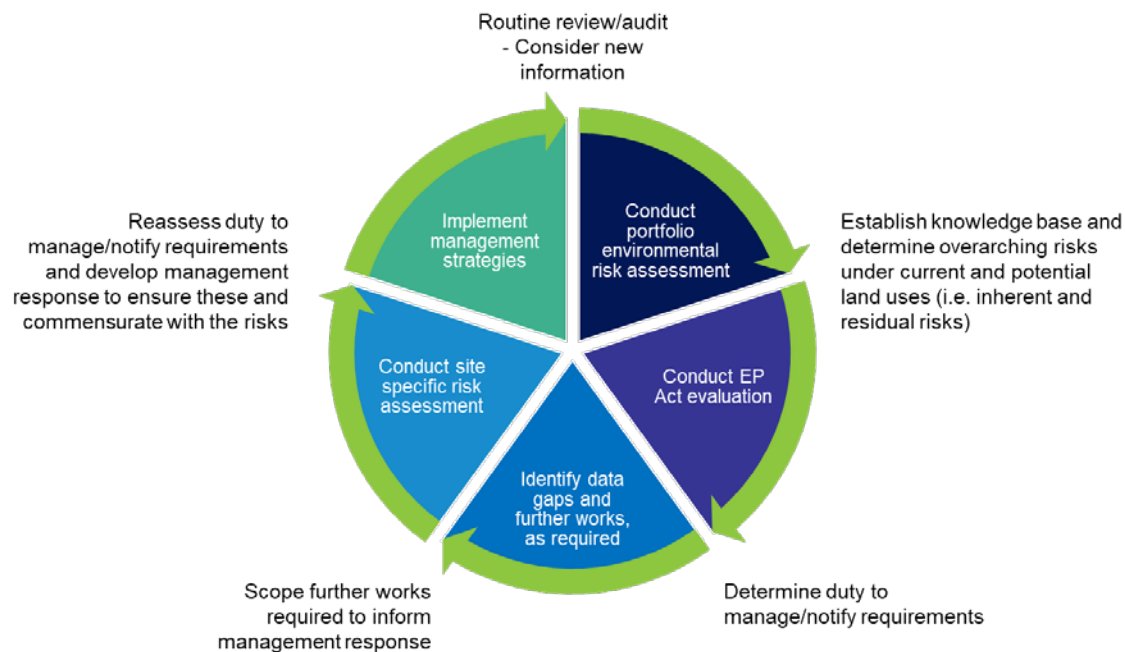 Routine review/audit
- Consider new
information
Conduct
portfolio
environmental
risk assessment
Establish knowledge base and
determine overarching risks
under current and potential
land uses (i.e. inherent and
residual risks)
Conduct EP
Act evaluation
Determine duty to
manage/notify requirements
Identify data
gaps and
further works,
as required
Scope further works
required to inform
management response
Conduct site
specific risk
assessment
Reassess duty to
manage/notify requirements
and develop management
response to ensure these and
commensurate with the risks
Implement
management
strategies